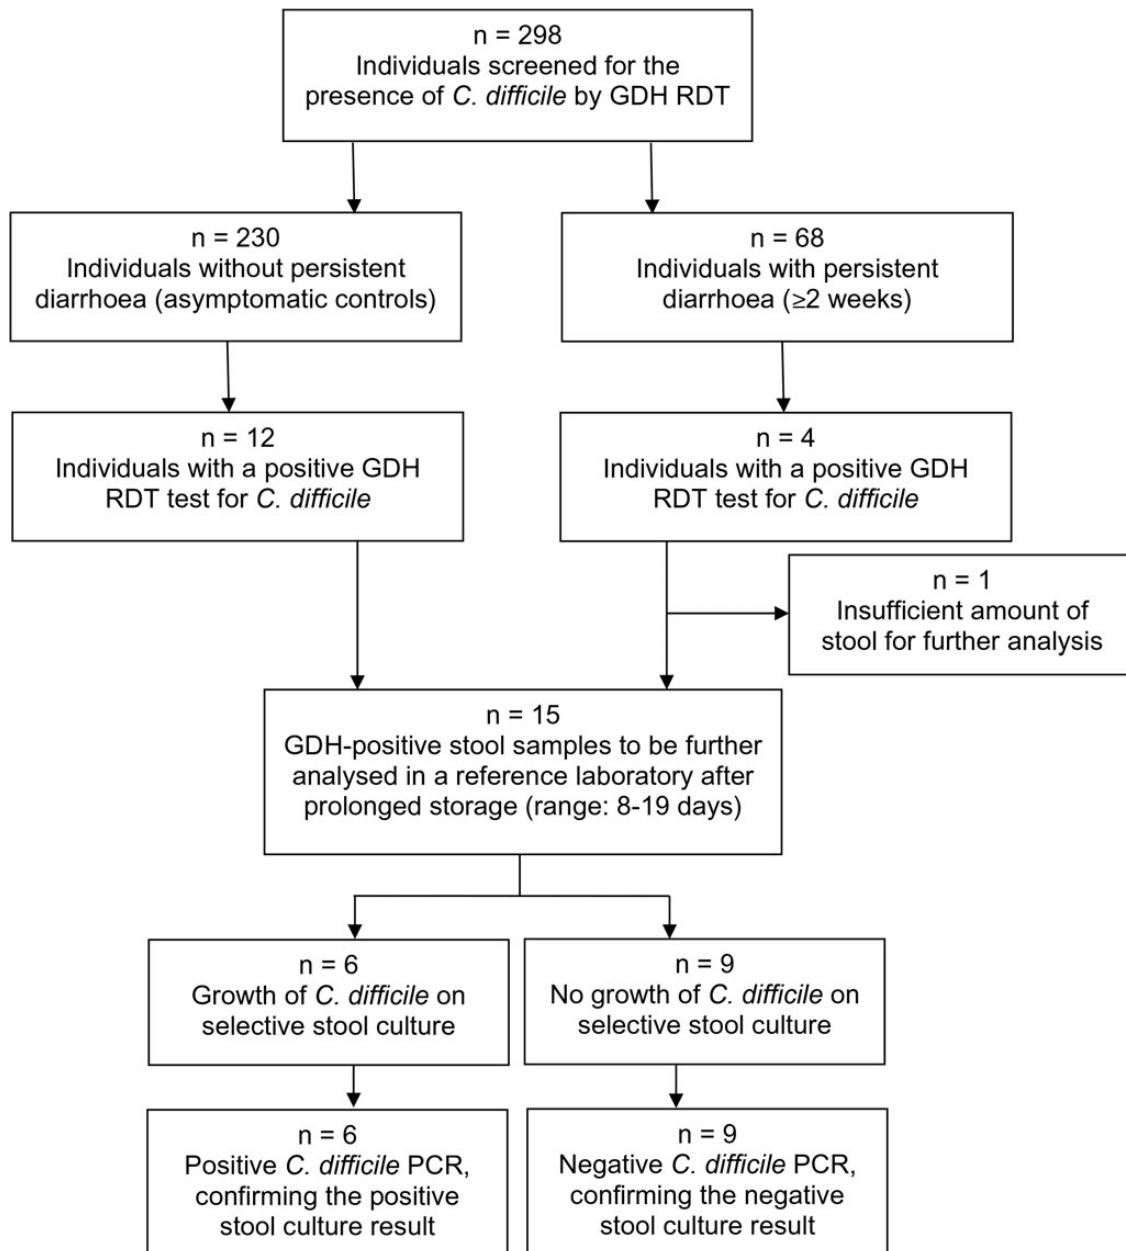 n = 298
Individuals screened for the
presence of C. difficile by GDH RDT
n = 230
Individuals without persistent
diarrhoea (asymptomatic controls)
n = 68
Individuals with persistent
diarrhoea (≥2 weeks)
n = 12
Individuals with a positive GDH
RDT test for C. difficile
n = 4
Individuals with a positive GDH
RDT test for C. difficile
n = 1
Insufficient amount of
stool for further analysis
n = 15
GDH-positive stool samples to be further
analysed in a reference laboratory after
prolonged storage (range: 8-19 days)
n = 6
Growth of C. difficile on
selective stool culture
n = 9
No growth of C. difficile on
selective stool culture
n = 6
Positive C. difficile PCR,
confirming the positive
stool culture result
n = 9
Negative C. difficile PCR,
confirming the negative
stool culture result